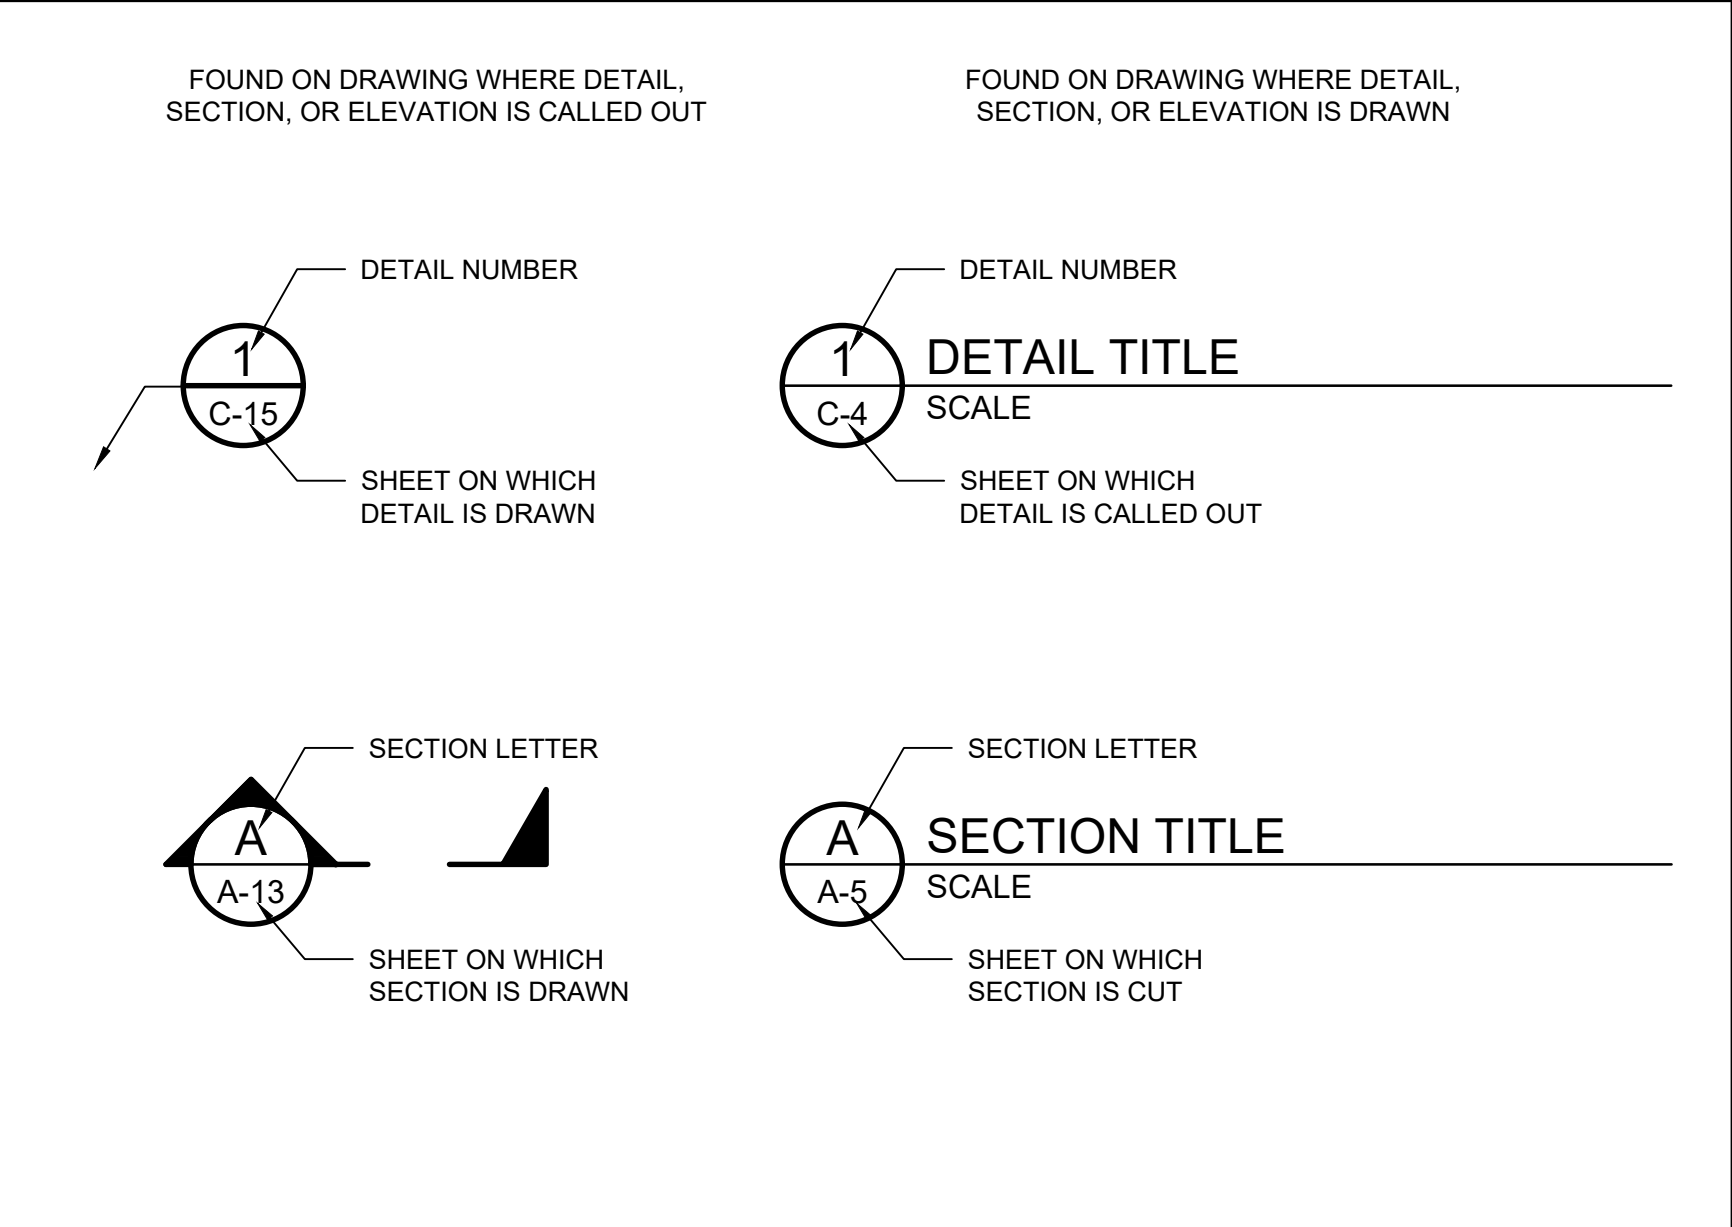 FOUND ON DRAWING WHERE DETAIL,
SECTION, OR ELEVATION IS CALLED OUT
FOUND ON DRAWING WHERE DETAIL,
SECTION, OR ELEVATION IS DRAWN
DETAIL NUMBER
1
C-15
SHEET ON WHICH
DETAIL IS DRAWN
DETAIL NUMBER
1
DETAIL TITLE
C-4
SCALE
SHEET ON WHICH
DETAIL IS CALLED OUT
SECTION LETTER
A
A-13
SHEET ON WHICH
SECTION IS DRAWN
SECTION LETTER
A
SECTION TITLE
A-5
SCALE
SHEET ON WHICH
SECTION IS CUT